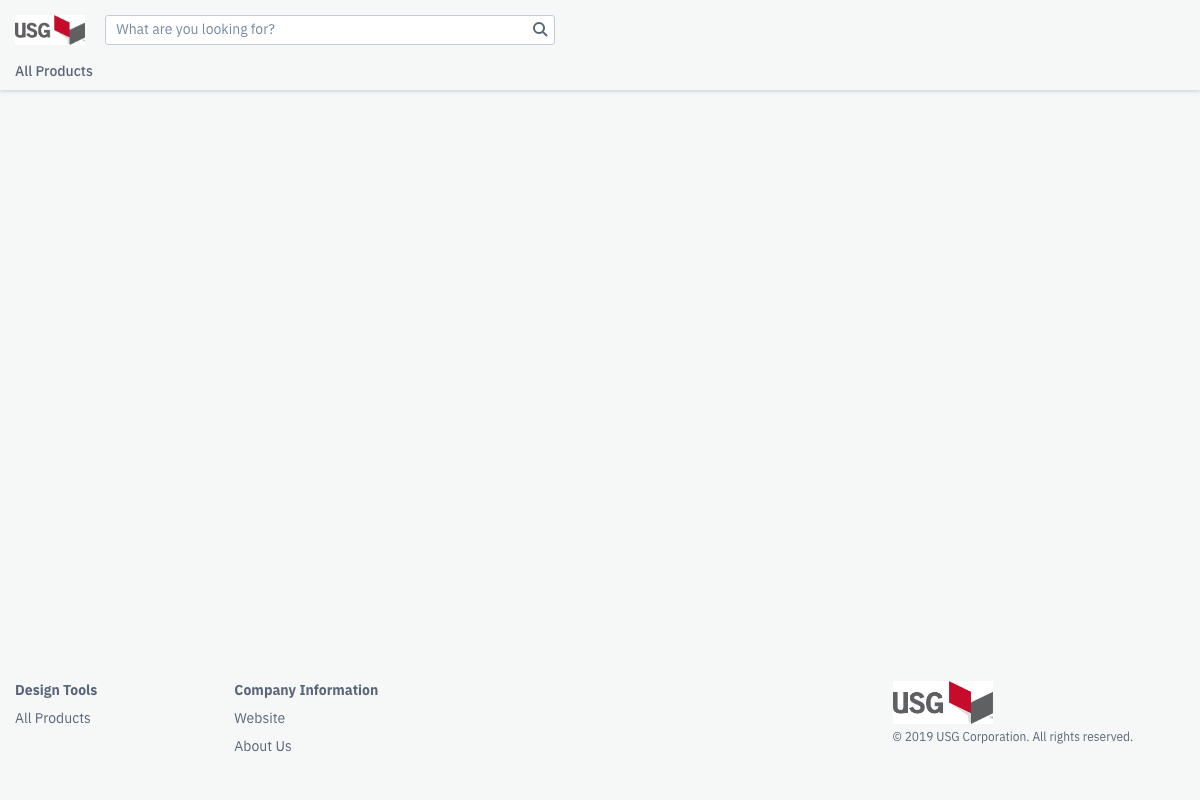 USG
What are you looking for?
All Products
Design Tools
All Products
Company Information
Website
About Us
USG
© 2019 USG Corporation. All rights reserved.